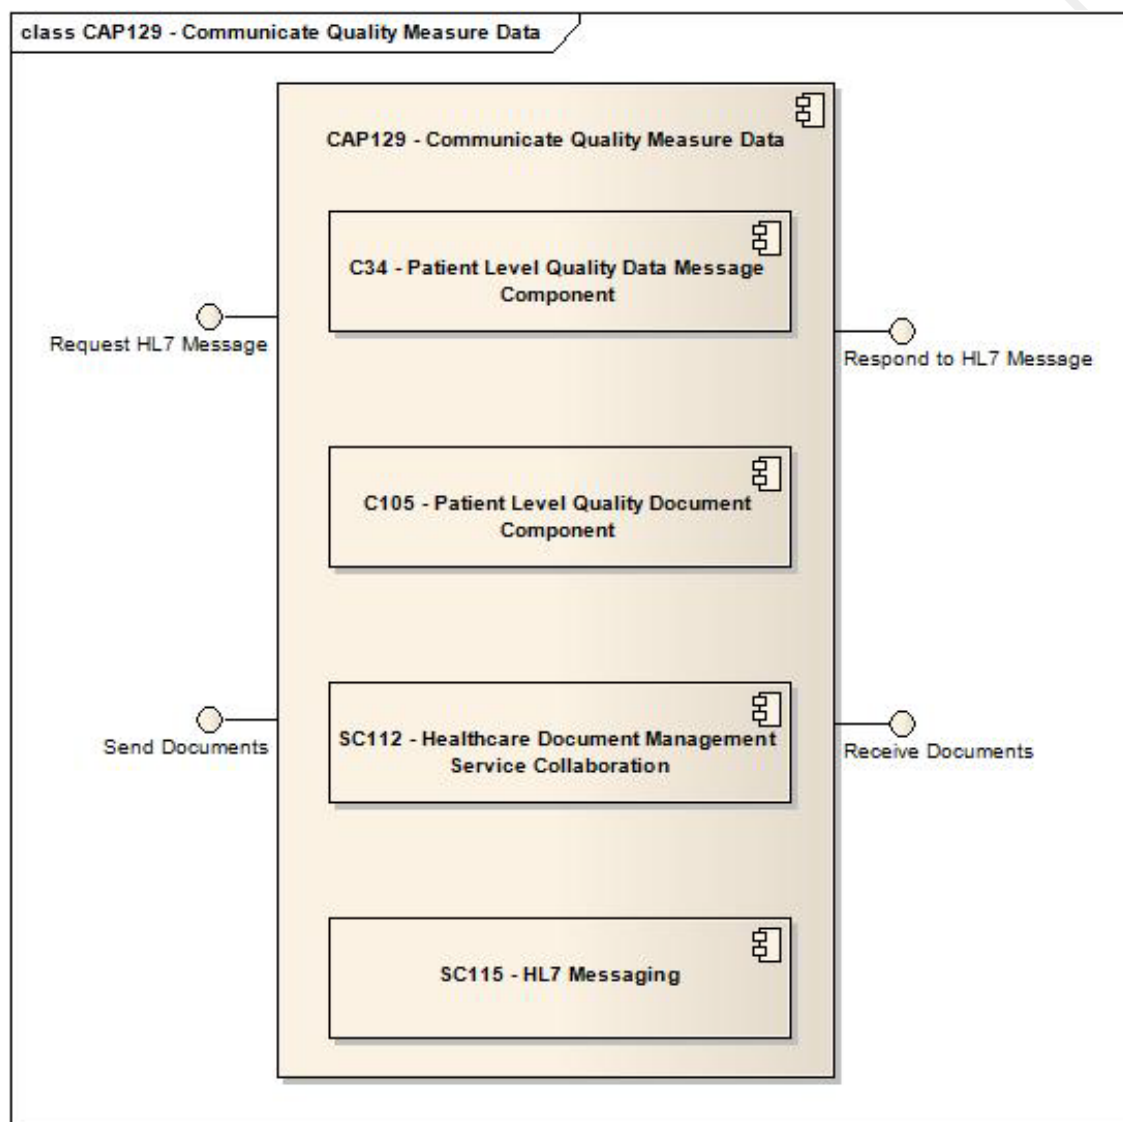 class CAP129 - Communicate Quality Measure Data
CAP129 - Communicate Quality Measure Data
C34 - Patient Level Quality Data Message
Component
Request HL7 Message
Respond to HL7 Message
C105 - Patient Level Quality Document
Component
SC112 - Healthcare Document Management
Service Collaboration
Send Documents
Receive Documents
SC115 - HL7 Messaging